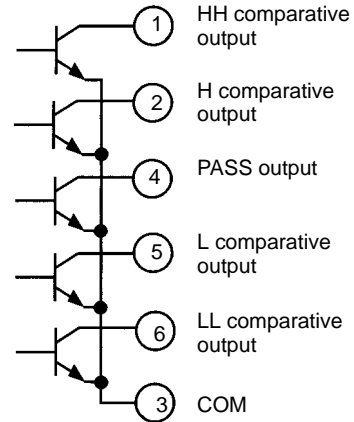 1 HH comparative
output
2 H comparative
output
4 PASS output
5 L comparative
output
6 LL comparative
output
3 COM